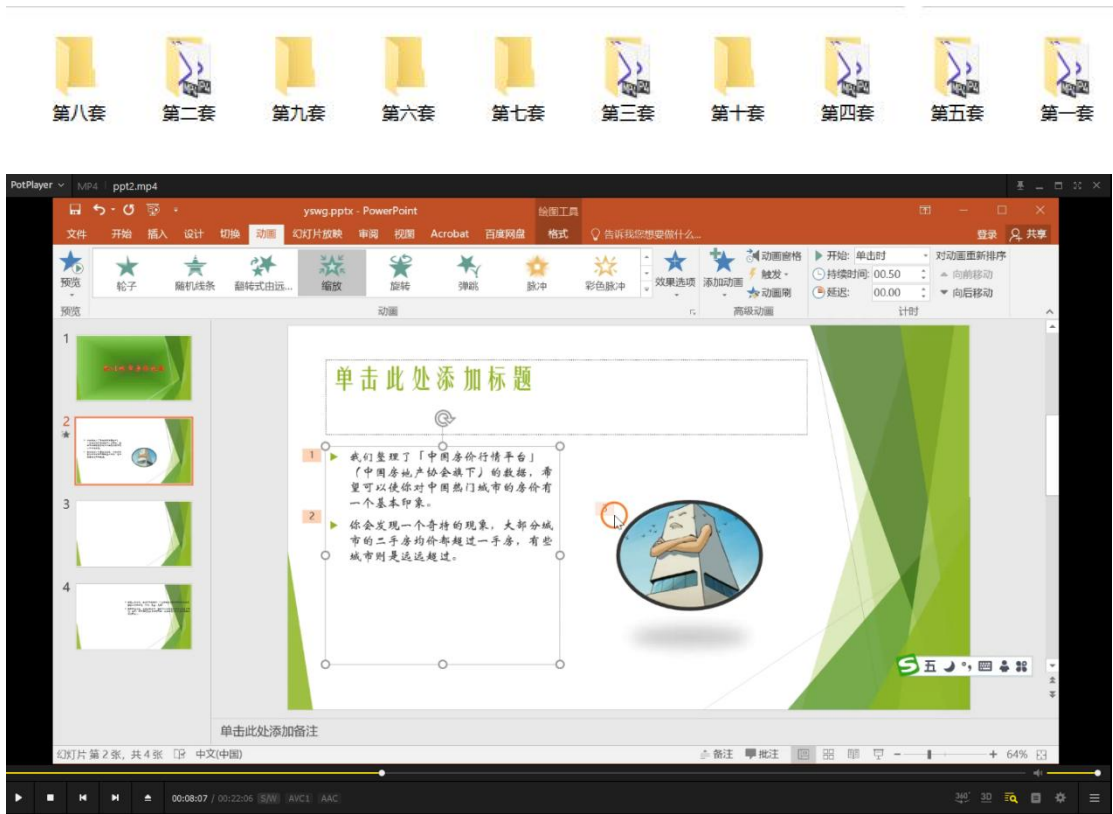 第八套 第二套 第九套 第六套 第七套 第三套 第十套 第四套 第五套 第一套
PotPlayer MP4 ppt2.mp4
yswg.pptx - PowerPoint 绘图工具
文件 开始 插入 设计 切换 动画 幻灯片放映 审阅 视图 Acrobat 百度网盘 格式 告诉我您想要做什么... 登录 共享
预览 轮子 随机线条 翻转式由远... 缩放 旋转 弹跳 脉冲 彩色脉冲 效果选项 添加动画
动画窗格 开始: 单击时 对动画重新排序
触发 持续时间: 00.50 向前移动
动画刷 延迟: 00.00 向后移动
预览 动画 高级动画 计时
1
2
3
4
单击此处添加标题
1 我们整理了「中国房价行情平台」
（中国房地产协会旗下）的数据，希
望可以使你对中国热门城市的房价有
一个基本印象。
2 你会发现一个奇特的现象，大部分城
市的二手房均价都超过一手房，有些
城市则是远远超过。
S 五
单击此处添加备注
幻灯片 第 2 张，共 4 张 中文(中国) 备注 批注 64%
00:08:07 / 00:22:06 S/W AVC1 AAC 360° 3D